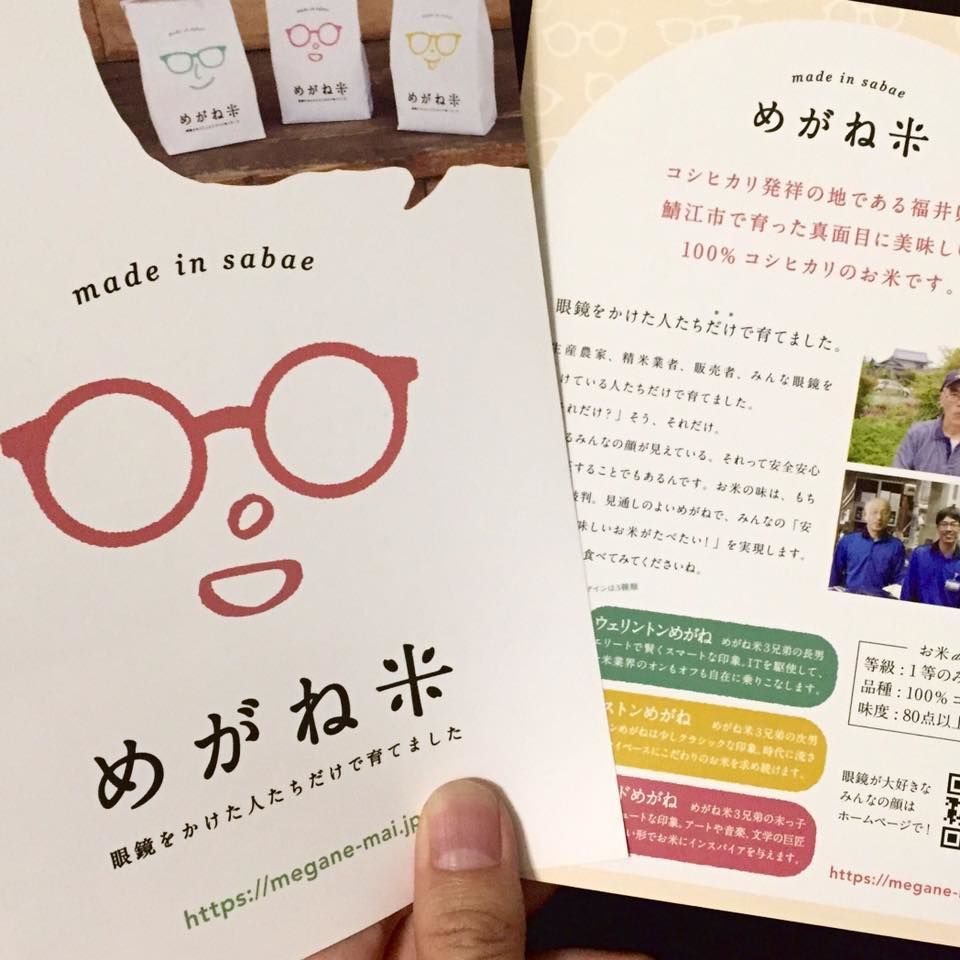 めがね米
めがね米
めがね米
made in sabae
めがね米
眼鏡をかけた人たちだけで育てました
https://megane-mai.jp
made in sabae
めがね米
コシヒカリ発祥の地である福井
鯖江市で育った真面目に美味し
100%コシヒカリのお米です。
眼鏡をかけた人たちだけで育てました。
生産農家、精米業者、販売者、みんな眼鏡を
けている人たちだけで育てました。
れだけ?」そう、それだけ。
るみんなの顔が見えている。それって安全安心
することでもあるんです。お米の味は、もち
判。見通しのよいめがねで、みんなの「安
味しいお米がたべたい!」を実現します。
食べてみてくださいね。
デインは3種類
ウェリントンめがね めがね米3兄弟の長男
エリートで賢くスマートな印象。ITを駆使して、
米業界のオンもオフも自在に乗りこなします。
ストンめがね めがね米3兄弟の次男
ンめがねは少しクラシックな印象。時代に流さ
イペースにこだわりのお米を求め続けます。
ドめがね めがね米3兄弟の末っ子
ュートな印象。アートや音楽、文学の巨匠
い形でお米にインスパイアを与えます。
お米
等級:1等のみ
品種:100%コ
味度:80点以上
眼鏡が大好きな
みんなの顔は
ホームページで!
https://megane-